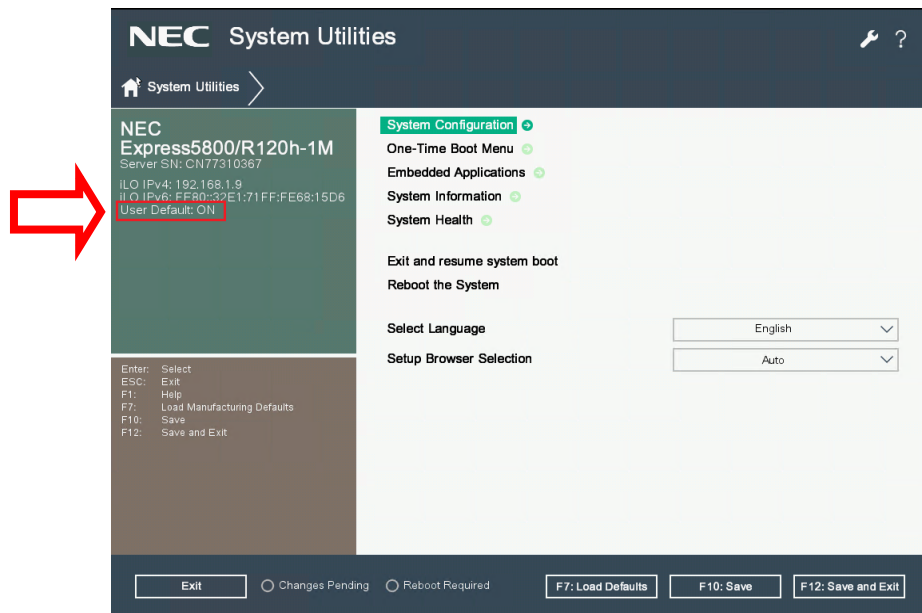 NEC System Utilities
?
System Utilities
NEC
Express5800/R120h-1M
Server SN: CN77310367
iLO IPv4: 192.168.1.9
iLO IPv6: FE80::32E1:71FF:FE68:15D6
User Default: ON
System Configuration
One-Time Boot Menu
Embedded Applications
System Information
System Health
Exit and resume system boot
Reboot the System
Select Language English
Setup Browser Selection Auto
Enter: Select
ESC: Exit
F1: Help
F7: Load Manufacturing Defaults
F10: Save
F12: Save and Exit
Exit Changes Pending Reboot Required F7: Load Defaults F10: Save F12: Save and Exit